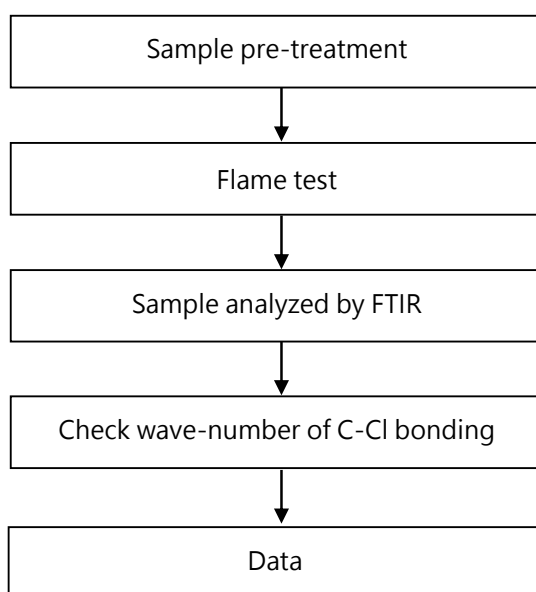 Sample pre-treatment
Flame test
Sample analyzed by FTIR
Check wave-number of C-Cl bonding
Data